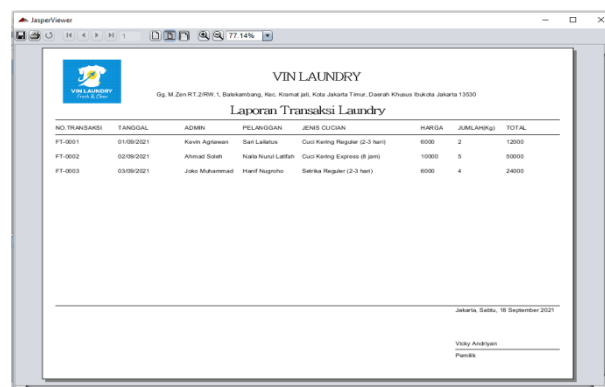 JasperViewer
1
77.14%
VIN LAUNDRY
Fresh & Clean
VIN LAUNDRY
Gg. M.Zen RT.2/RW.1, Balekambang, Kec. Kramat jati, Kota Jakarta Timur, Daerah Khusus Ibukota Jakarta 13530
Laporan Transaksi Laundry
NO.TRANSAKSI TANGGAL ADMIN PELANGGAN JENIS CUCIAN HARGA JUMLAH(Kg) TOTAL
FT-0001 01/09/2021 Kevin Agriawan Sari Lailatus Cuci Kering Reguler (2-3 hari) 6000 2 12000
FT-0002 02/09/2021 Ahmad Soleh Naila Nurul Latifah Cuci Kering Express (8 jam) 10000 5 50000
FT-0003 03/09/2021 Joko Muhammad Hanif Nugroho Setrika Reguler (2-3 hari) 6000 4 24000
Jakarta, Sabtu, 18 September 2021
Vicky Andriyan
Pemilik